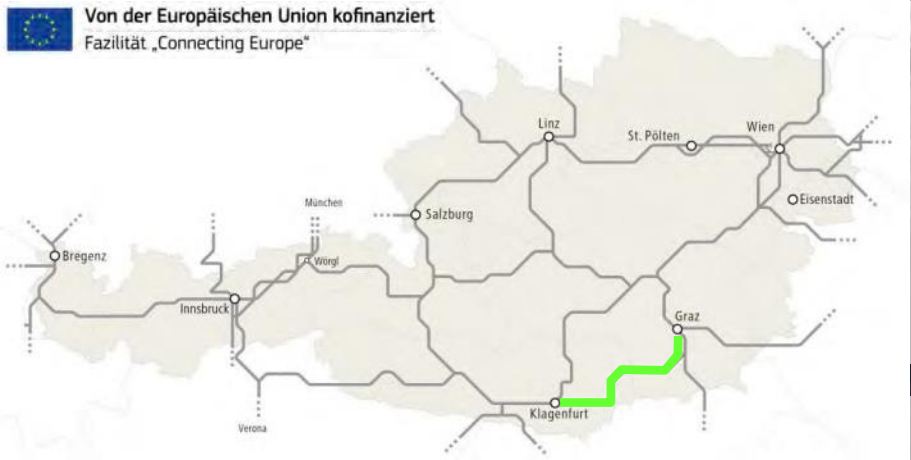 Von der Europäischen Union kofinanziert
Fazilität „Connecting Europe“
Linz
St. Pölten
Wien
Eisenstadt
München
Salzburg
Bregenz
Wörgl
Innsbruck
Graz
Klagenfurt
Verona